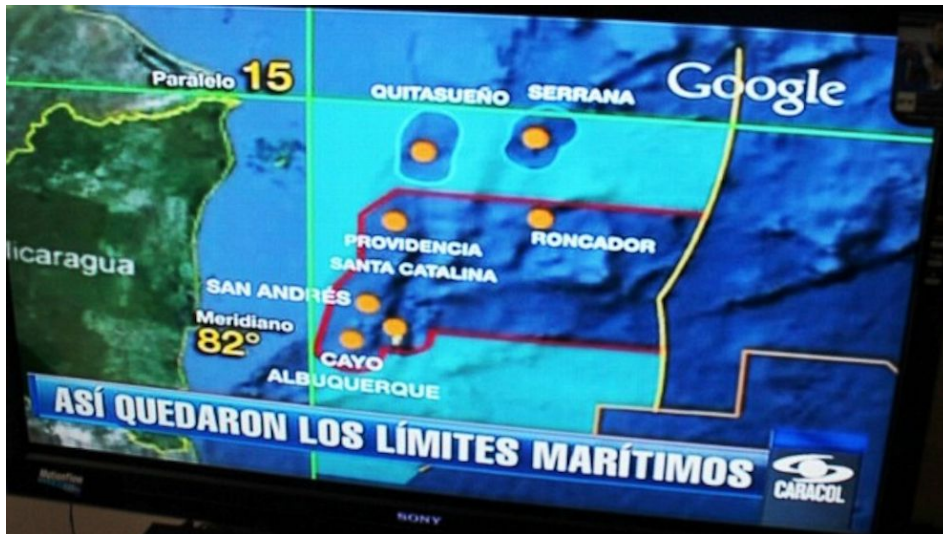 Paralelo 15
QUITASUEÑO
SERRANA
Google
PROVIDENCIA
RONCADOR
SANTA CATALINA
licaragua
SAN ANDRÉS
Meridiano
82°
CAYO
ALBUQUERQUE
ASÍ QUEDARON LOS LÍMITES MARÍTIMOS
CARACOL
SONY